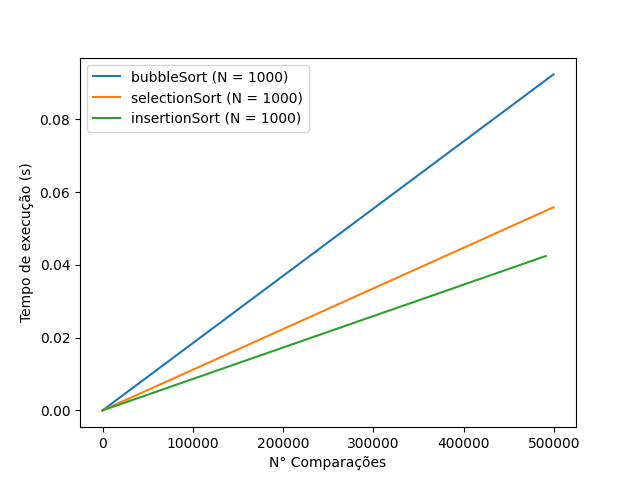 bubbleSort (N = 1000)
selectionSort (N = 1000)
insertionSort (N = 1000)
Tempo de execução (s)
0.08
0.06
0.04
0.02
0.00
0 100000 200000 300000 400000 500000
N° Comparações